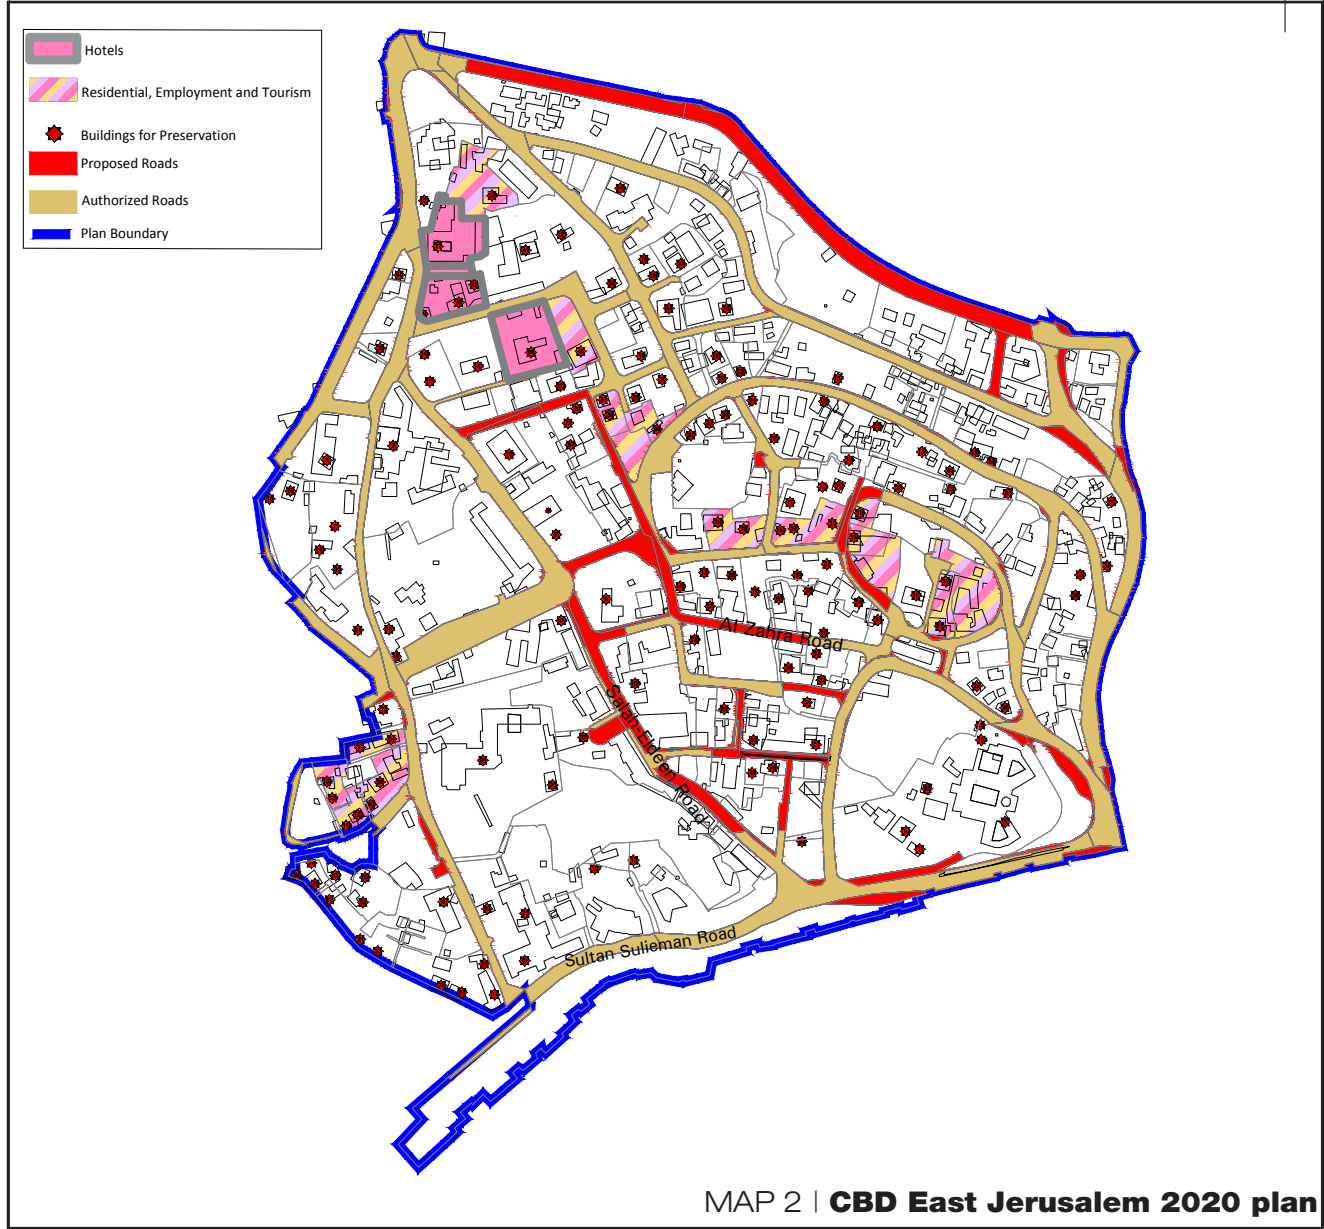 Hotels
Residential, Employment and Tourism
Buildings for Preservation
Proposed Roads
Authorized Roads
Plan Boundary
Al-Zahra Road
Salah-Eldeen Road
Sultan Sulieman Road
MAP 2 | CBD East Jerusalem 2020 plan